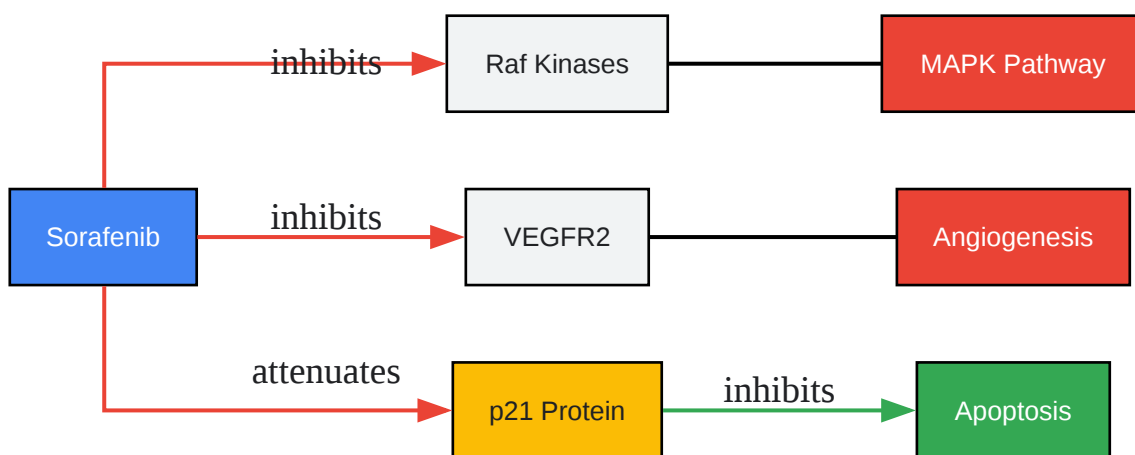 inhibits
Raf Kinases
MAPK Pathway
Sorafenib
inhibits
VEGFR2
Angiogenesis
attenuates
p21 Protein
inhibits
Apoptosis